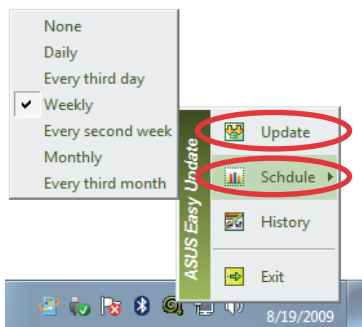 None
Daily
Every third day
Weekly
Every second week
Monthly
Every third month
ASUS Easy Update
Update
Schdule
History
Exit
8/19/2009